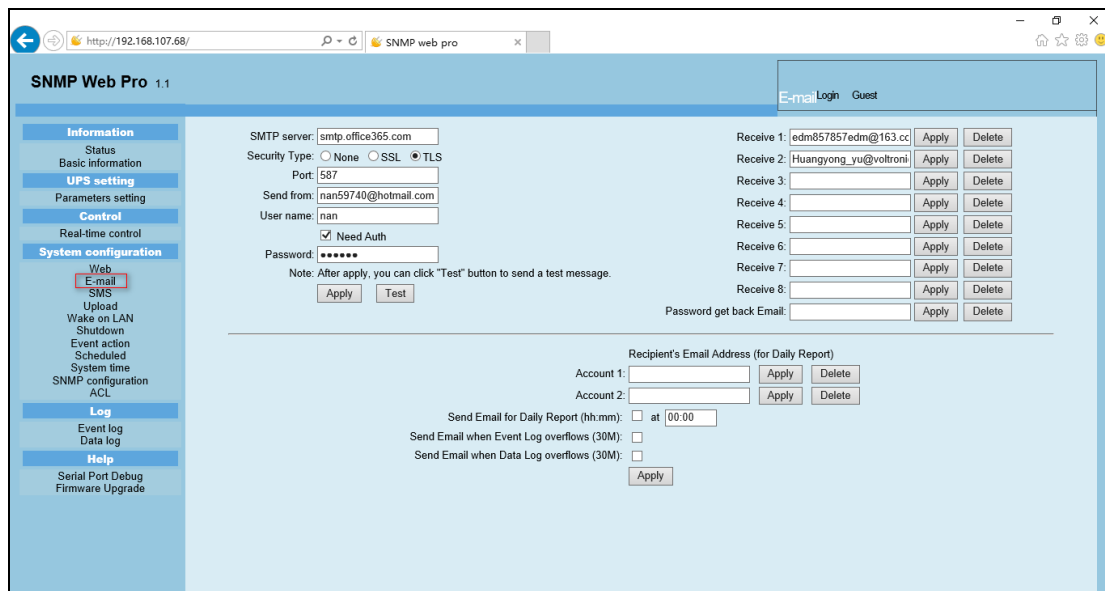 http://192.168.107.68/
SNMP web pro
SNMP Web Pro 1.1
E-mail Login Guest
Information
Status
Basic information
UPS setting
Parameters setting
Control
Real-time control
System configuration
Web
E-mail
SMS
Upload
Wake on LAN
Shutdown
Event action
Scheduled
System time
SNMP configuration
ACL
Log
Event log
Data log
Help
Serial Port Debug
Firmware Upgrade
SMTP server: smtp.office365.com
Security Type: None SSL TLS
Port: 587
Send from: nan59740@hotmail.com
User name: nan
Need Auth
Password: ••••••
Note: After apply, you can click "Test" button to send a test message.
Apply Test
Receive 1: edm857857edm@163.cc Apply Delete
Receive 2: Huangyong_yu@voltroni Apply Delete
Receive 3: Apply Delete
Receive 4: Apply Delete
Receive 5: Apply Delete
Receive 6: Apply Delete
Receive 7: Apply Delete
Receive 8: Apply Delete
Password get back Email: Apply Delete
Recipient's Email Address (for Daily Report)
Account 1: Apply Delete
Account 2: Apply Delete
Send Email for Daily Report (hh:mm): at 00:00
Send Email when Event Log overflows (30M):
Send Email when Data Log overflows (30M):
Apply